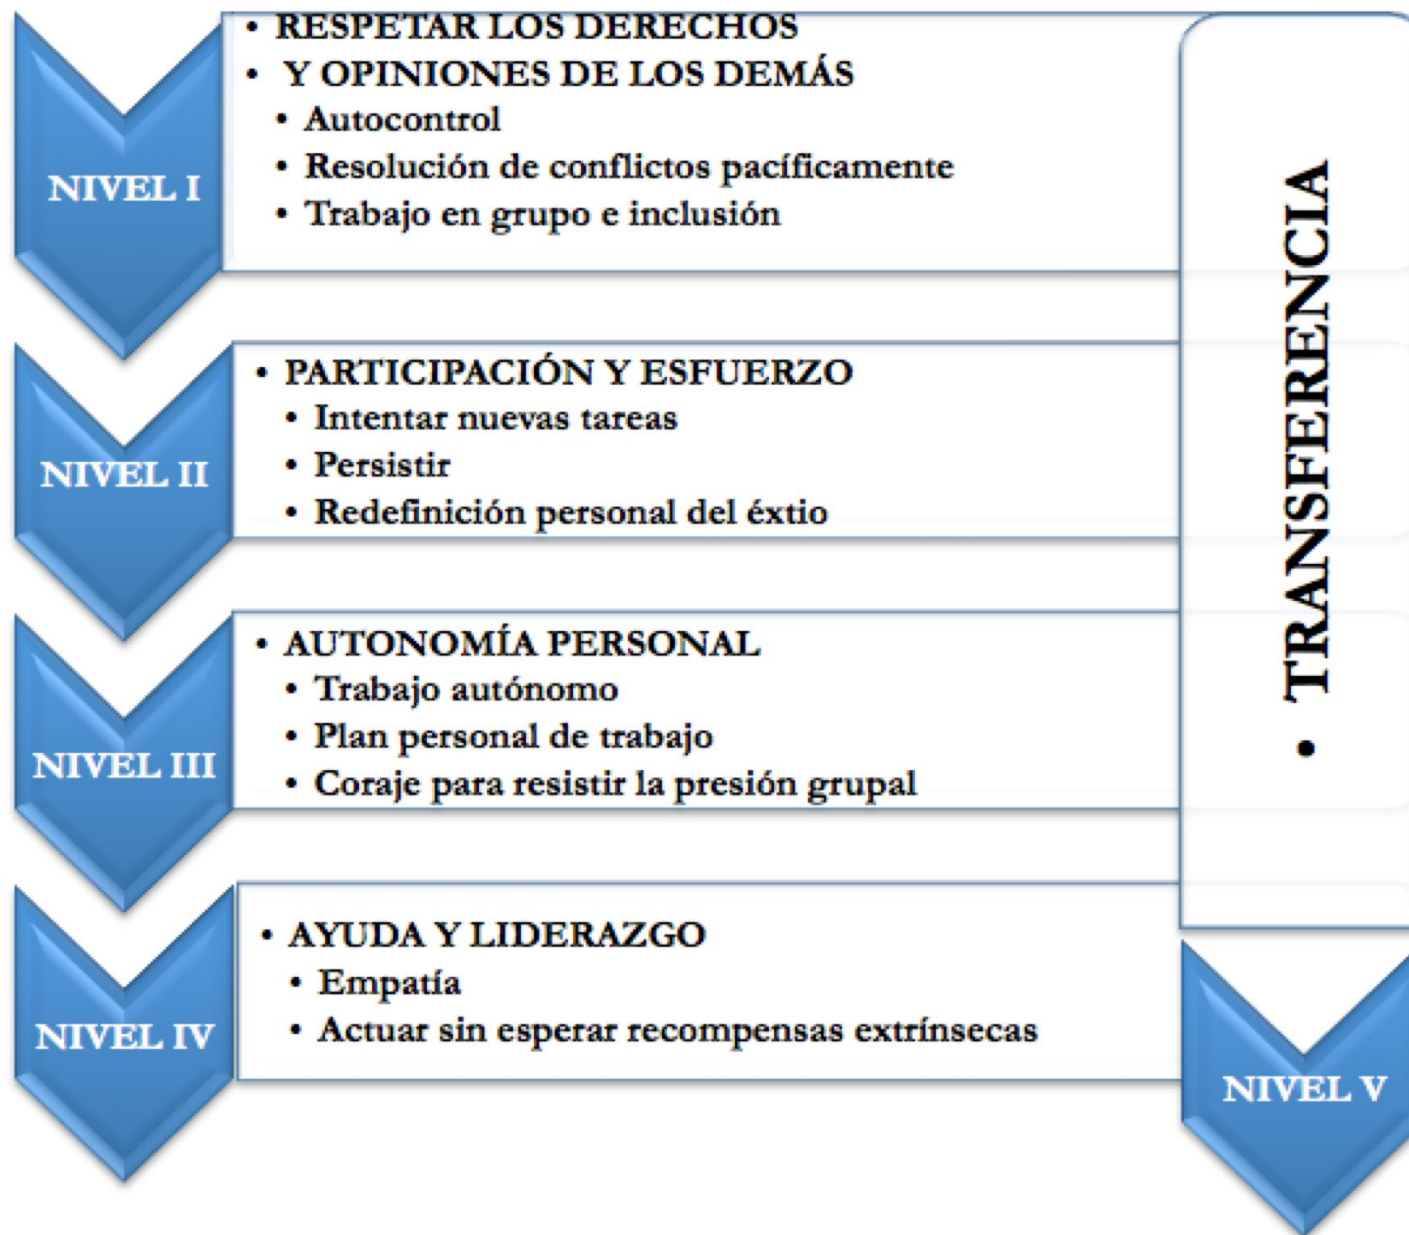 NIVEL I
• RESPETAR LOS DERECHOS
• Y OPINIONES DE LOS DEMÁS
• Autocontrol
• Resolución de conflictos pacíficamente
• Trabajo en grupo e inclusión
NIVEL II
• PARTICIPACIÓN Y ESFUERZO
• Intentar nuevas tareas
• Persistir
• Redefinición personal del éxtio
NIVEL III
• AUTONOMÍA PERSONAL
• Trabajo autónomo
• Plan personal de trabajo
• Coraje para resistir la presión grupal
NIVEL IV
• AYUDA Y LIDERAZGO
• Empatía
• Actuar sin esperar recompensas extrínsecas
• TRANSFERENCIA
NIVEL V